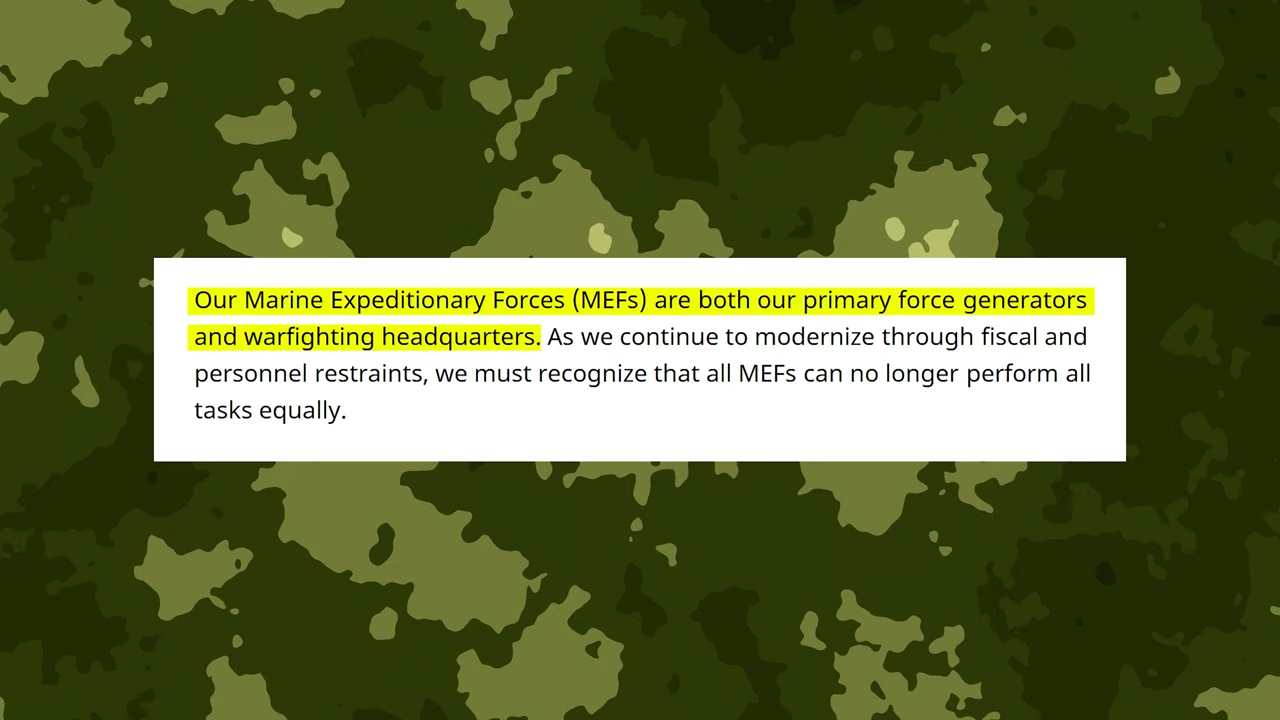 Our Marine Expeditionary Forces (MEFs) are both our primary force generators
and warfighting headquarters. As we continue to modernize through fiscal and
personnel restraints, we must recognize that all MEFs can no longer perform all
tasks equally.